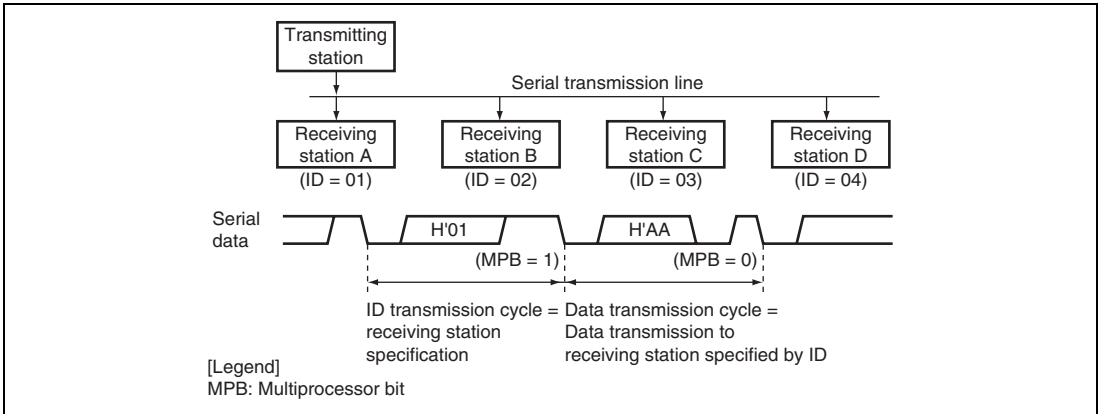 Transmitting
station
Serial transmission line
Receiving
station A
(ID = 01)
Receiving
station B
(ID = 02)
Receiving
station C
(ID = 03)
Receiving
station D
(ID = 04)
Serial
data
H'01
H'AA
(MPB = 1)
(MPB = 0)
ID transmission cycle =
receiving station
specification
Data transmission cycle =
Data transmission to
receiving station specified by ID
[Legend]
MPB: Multiprocessor bit